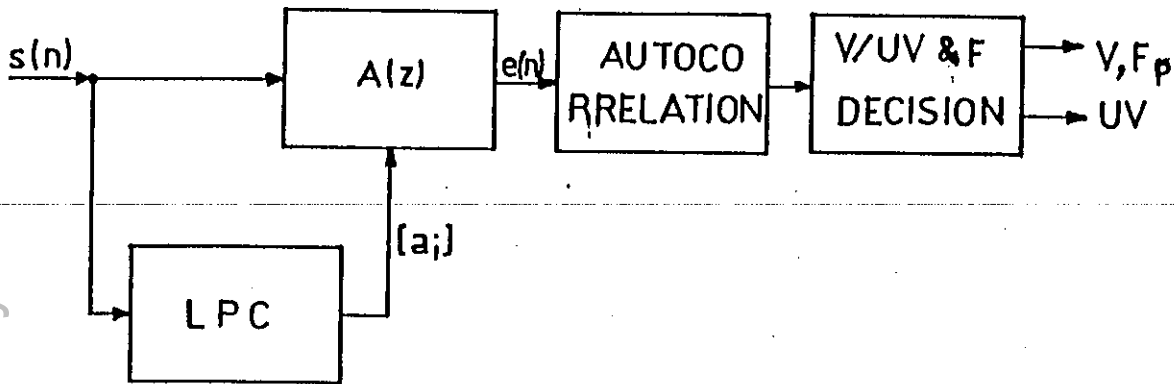 s(n)
A(z)
e(n)
AUTOCO
RRELATION
V/UV & F
DECISION
V, Fp
UV
[ai]
LPC